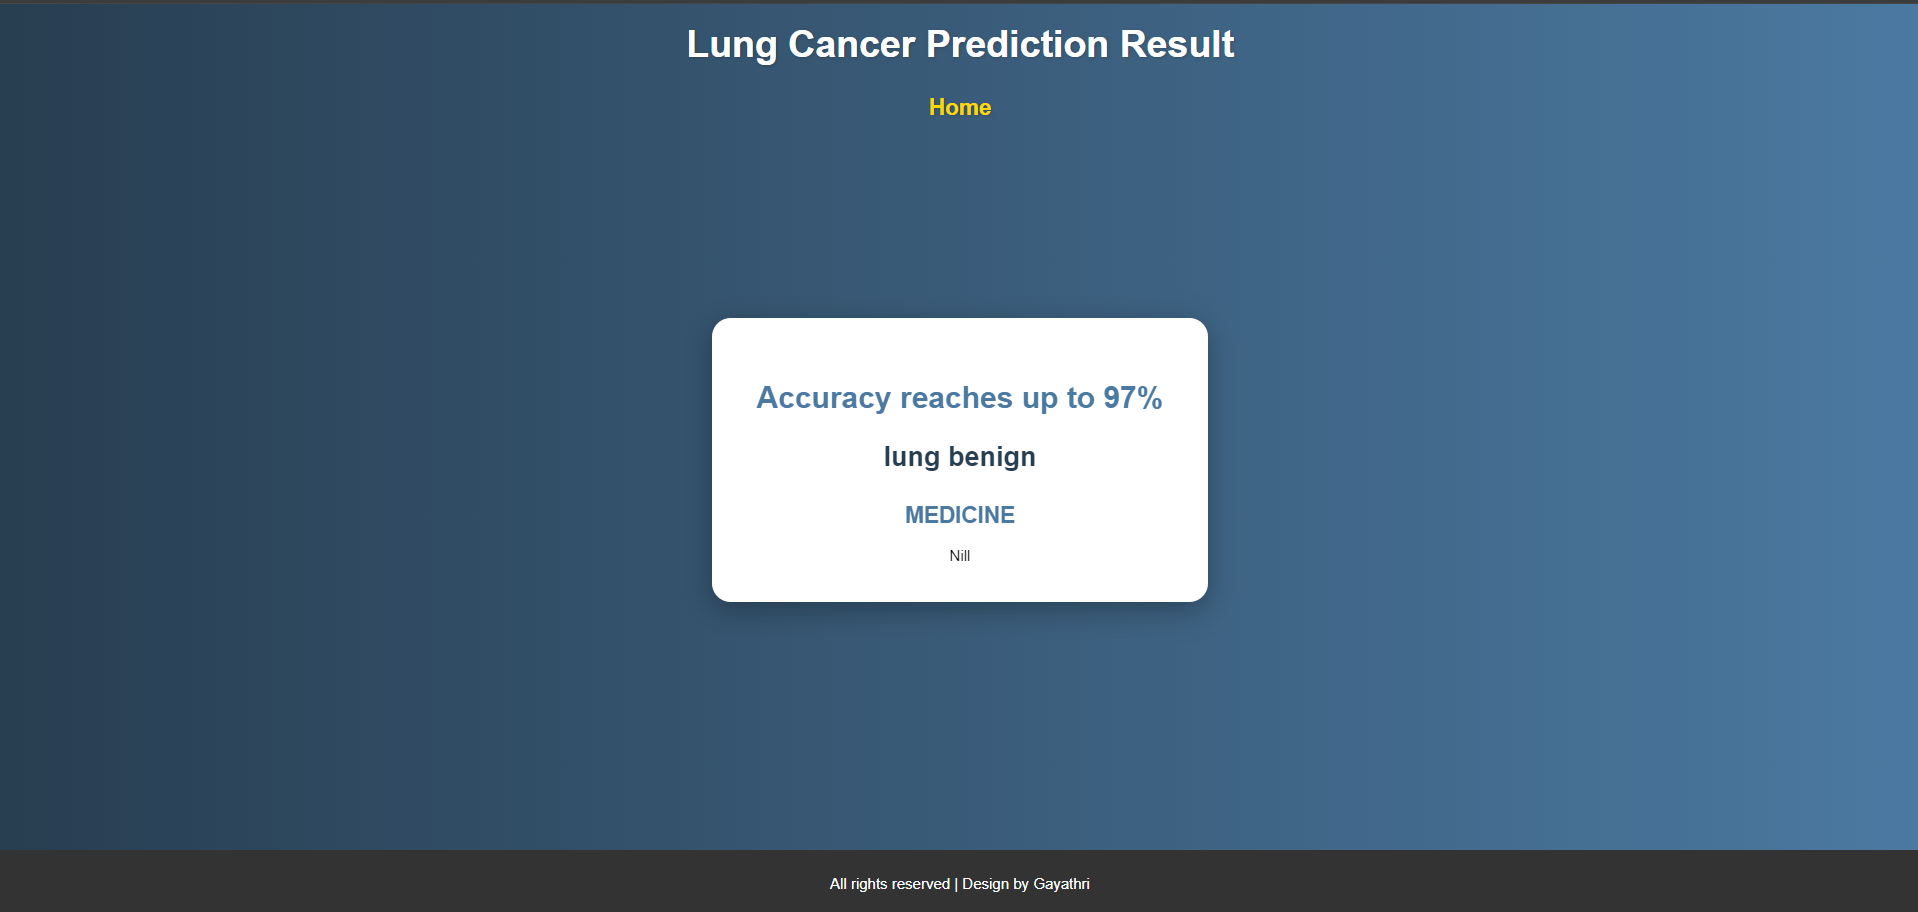 Lung Cancer Prediction Result
Home
Accuracy reaches up to 97%
lung benign
MEDICINE
Nill
All rights reserved | Design by Gayathri